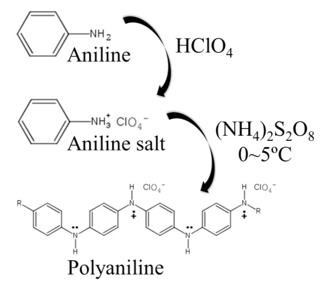 NH₂
Aniline
HClO₄
NH₃⁺ ClO₄⁻
Aniline salt
(NH₄)₂S₂O₈
0~5ºC
H ClO₄⁻ H ClO₄⁻
R N N
R
N N
H H
Polyaniline